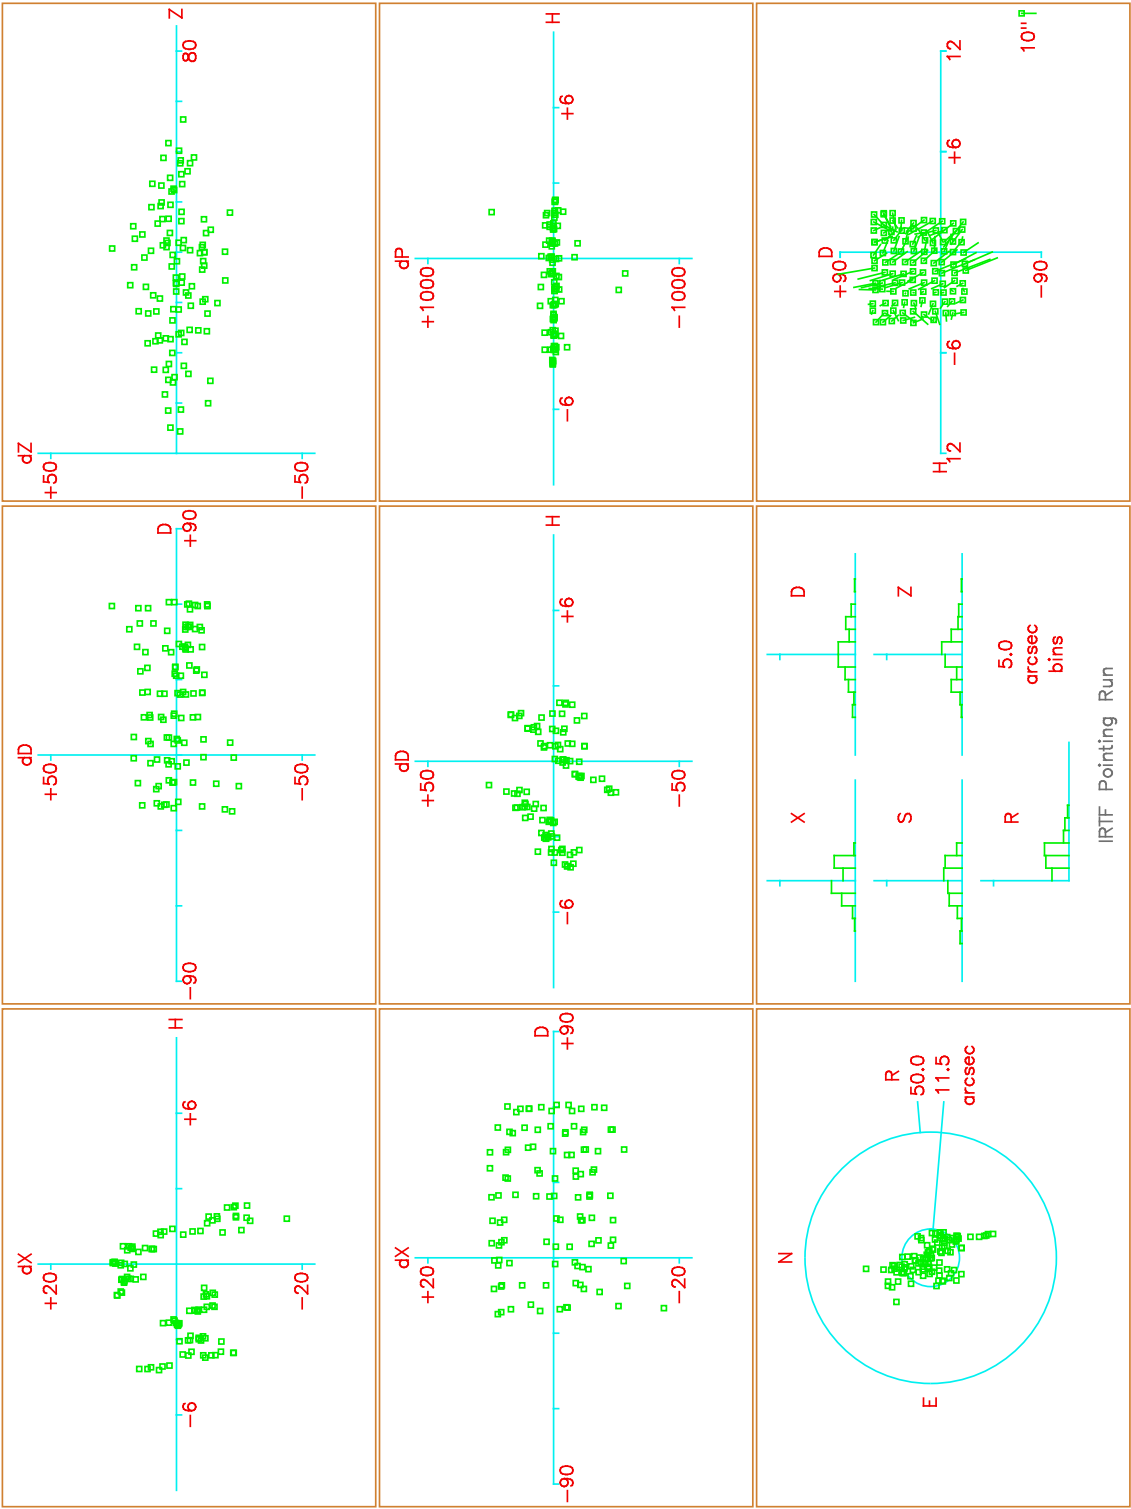 dX
+20
H
-6 +6
-20
dD
+50
D
-90 +90
-50
dZ
+50
Z
80
-50
dX
+20
D
-90 +90
-20
dD
+50
H
-6 +6
-50
dP
+1000
H
-6 +6
-1000
N
E
R
50.0
11.5
arcsec
X D
S Z
R
5.0
arcsec
bins
IRTF Pointing Run
D
+90
H
12 -6 +6 12
-90
10"